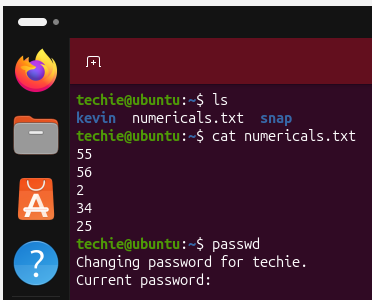 techie@ubuntu:~$ ls
kevin numericals.txt snap
techie@ubuntu:~$ cat numericals.txt
55
56
2
34
25
techie@ubuntu:~$ passwd
Changing password for techie.
Current password: